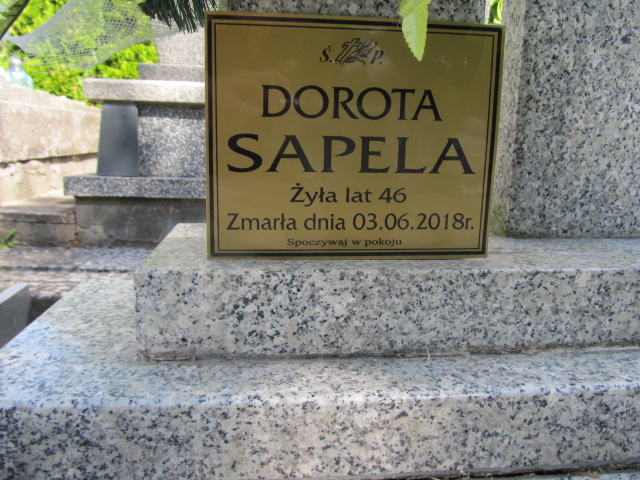 Ś. P.
DOROTA
SAPELA
Żyła lat 46
Zmarła dnia 03.06.2018r.
Spoczywaj w pokoju